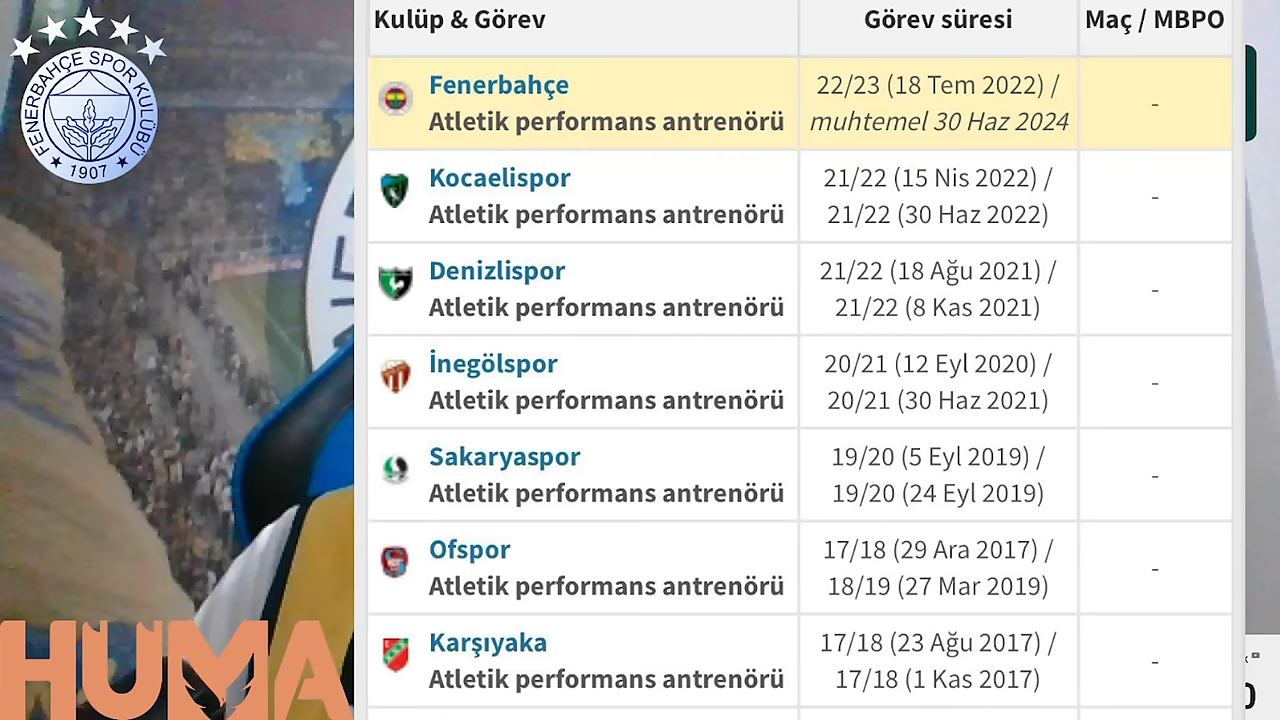 FENERBAHÇE SPOR KULÜBÜ
1907
HUMA
Kulüp & Görev Görev süresi Maç / MBPO
Fenerbahçe 22/23 (18 Tem 2022) /
Atletik performans antrenörü muhtemel 30 Haz 2024 -
Kocaelispor 21/22 (15 Nis 2022) /
Atletik performans antrenörü 21/22 (30 Haz 2022) -
Denizlispor 21/22 (18 Ağu 2021) /
Atletik performans antrenörü 21/22 (8 Kas 2021) -
İnegölspor 20/21 (12 Eyl 2020) /
Atletik performans antrenörü 20/21 (30 Haz 2021) -
Sakaryaspor 19/20 (5 Eyl 2019) /
Atletik performans antrenörü 19/20 (24 Eyl 2019) -
Ofspor 17/18 (29 Ara 2017) /
Atletik performans antrenörü 18/19 (27 Mar 2019) -
Karşıyaka 17/18 (23 Ağu 2017) /
Atletik performans antrenörü 17/18 (1 Kas 2017) -